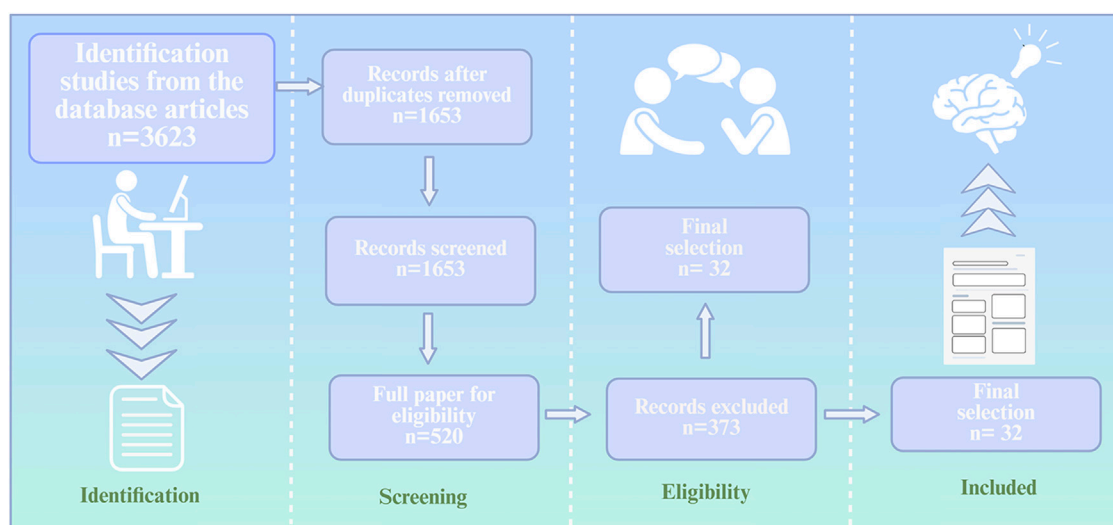 Identification
studies from the
database articles
n=3623
Identification
Records after
duplicates removed
n=1653
Records screened
n=1653
Full paper for
eligibility
n=520
Screening
Final
selection
n= 32
Records excluded
n=373
Eligibility
Final
selection
n= 32
Included